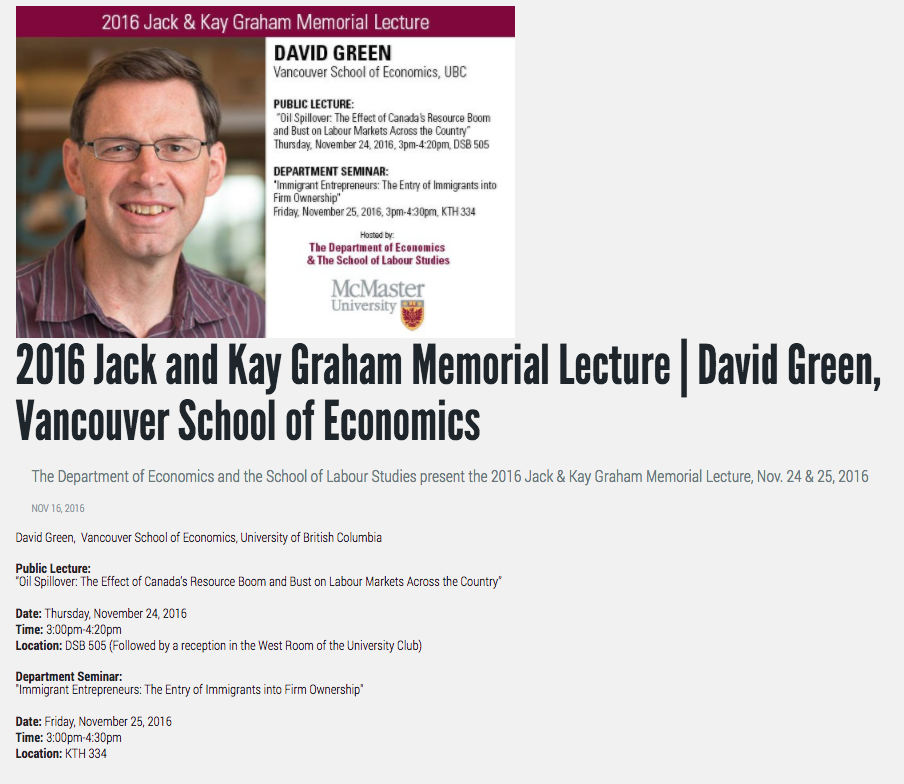 2016 Jack & Kay Graham Memorial Lecture
DAVID GREEN
Vancouver School of Economics, UBC
PUBLIC LECTURE:
"Oil Spillover: The Effect of Canada's Resource Boom
and Bust on Labour Markets Across the Country"
Thursday, November 24, 2016, 3pm-4:20pm, DSB 505
DEPARTMENT SEMINAR:
"Immigrant Entrepreneurs: The Entry of Immigrants into
Firm Ownership"
Friday, November 25, 2016, 3pm-4:30pm, KTH 334
Hosted by:
The Department of Economics
& The School of Labour Studies
McMaster
University
2016 Jack and Kay Graham Memorial Lecture | David Green,
Vancouver School of Economics
The Department of Economics and the School of Labour Studies present the 2016 Jack & Kay Graham Memorial Lecture, Nov. 24 & 25, 2016
NOV 16, 2016
David Green, Vancouver School of Economics, University of British Columbia
Public Lecture:
"Oil Spillover: The Effect of Canada's Resource Boom and Bust on Labour Markets Across the Country"
Date: Thursday, November 24, 2016
Time: 3:00pm-4:20pm
Location: DSB 505 (Followed by a reception in the West Room of the University Club)
Department Seminar:
"Immigrant Entrepreneurs: The Entry of Immigrants into Firm Ownership"
Date: Friday, November 25, 2016
Time: 3:00pm-4:30pm
Location: KTH 334